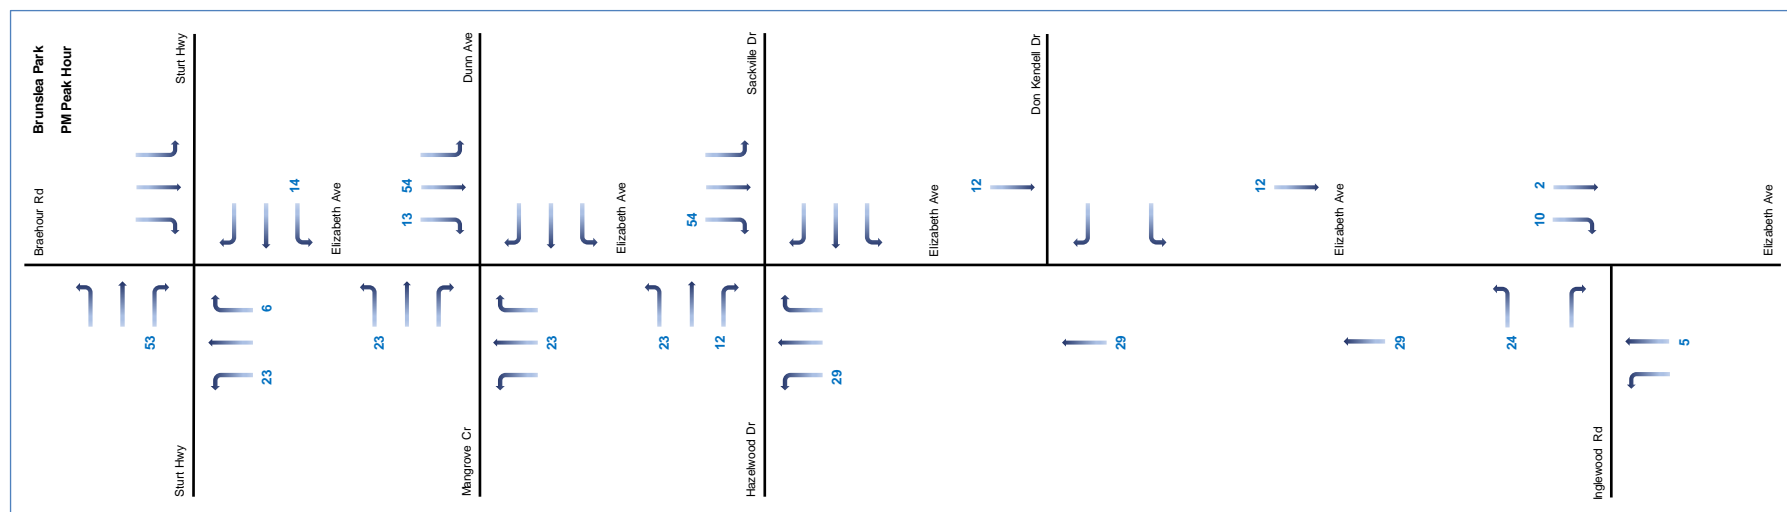 Brunslea Park
PM Peak Hour
Braehour Rd
Sturt Hwy
14
Elizabeth Ave
Dunn Ave
54
13
Elizabeth Ave
Sackville Dr
54
Elizabeth Ave
12
Don Kendell Dr
12
Elizabeth Ave
2
10
Elizabeth Ave
53
Sturt Hwy
6
23
23
Mangrove Cr
23
23
12
Hazelwood Dr
29
29
29
24
Inglewood Rd
5